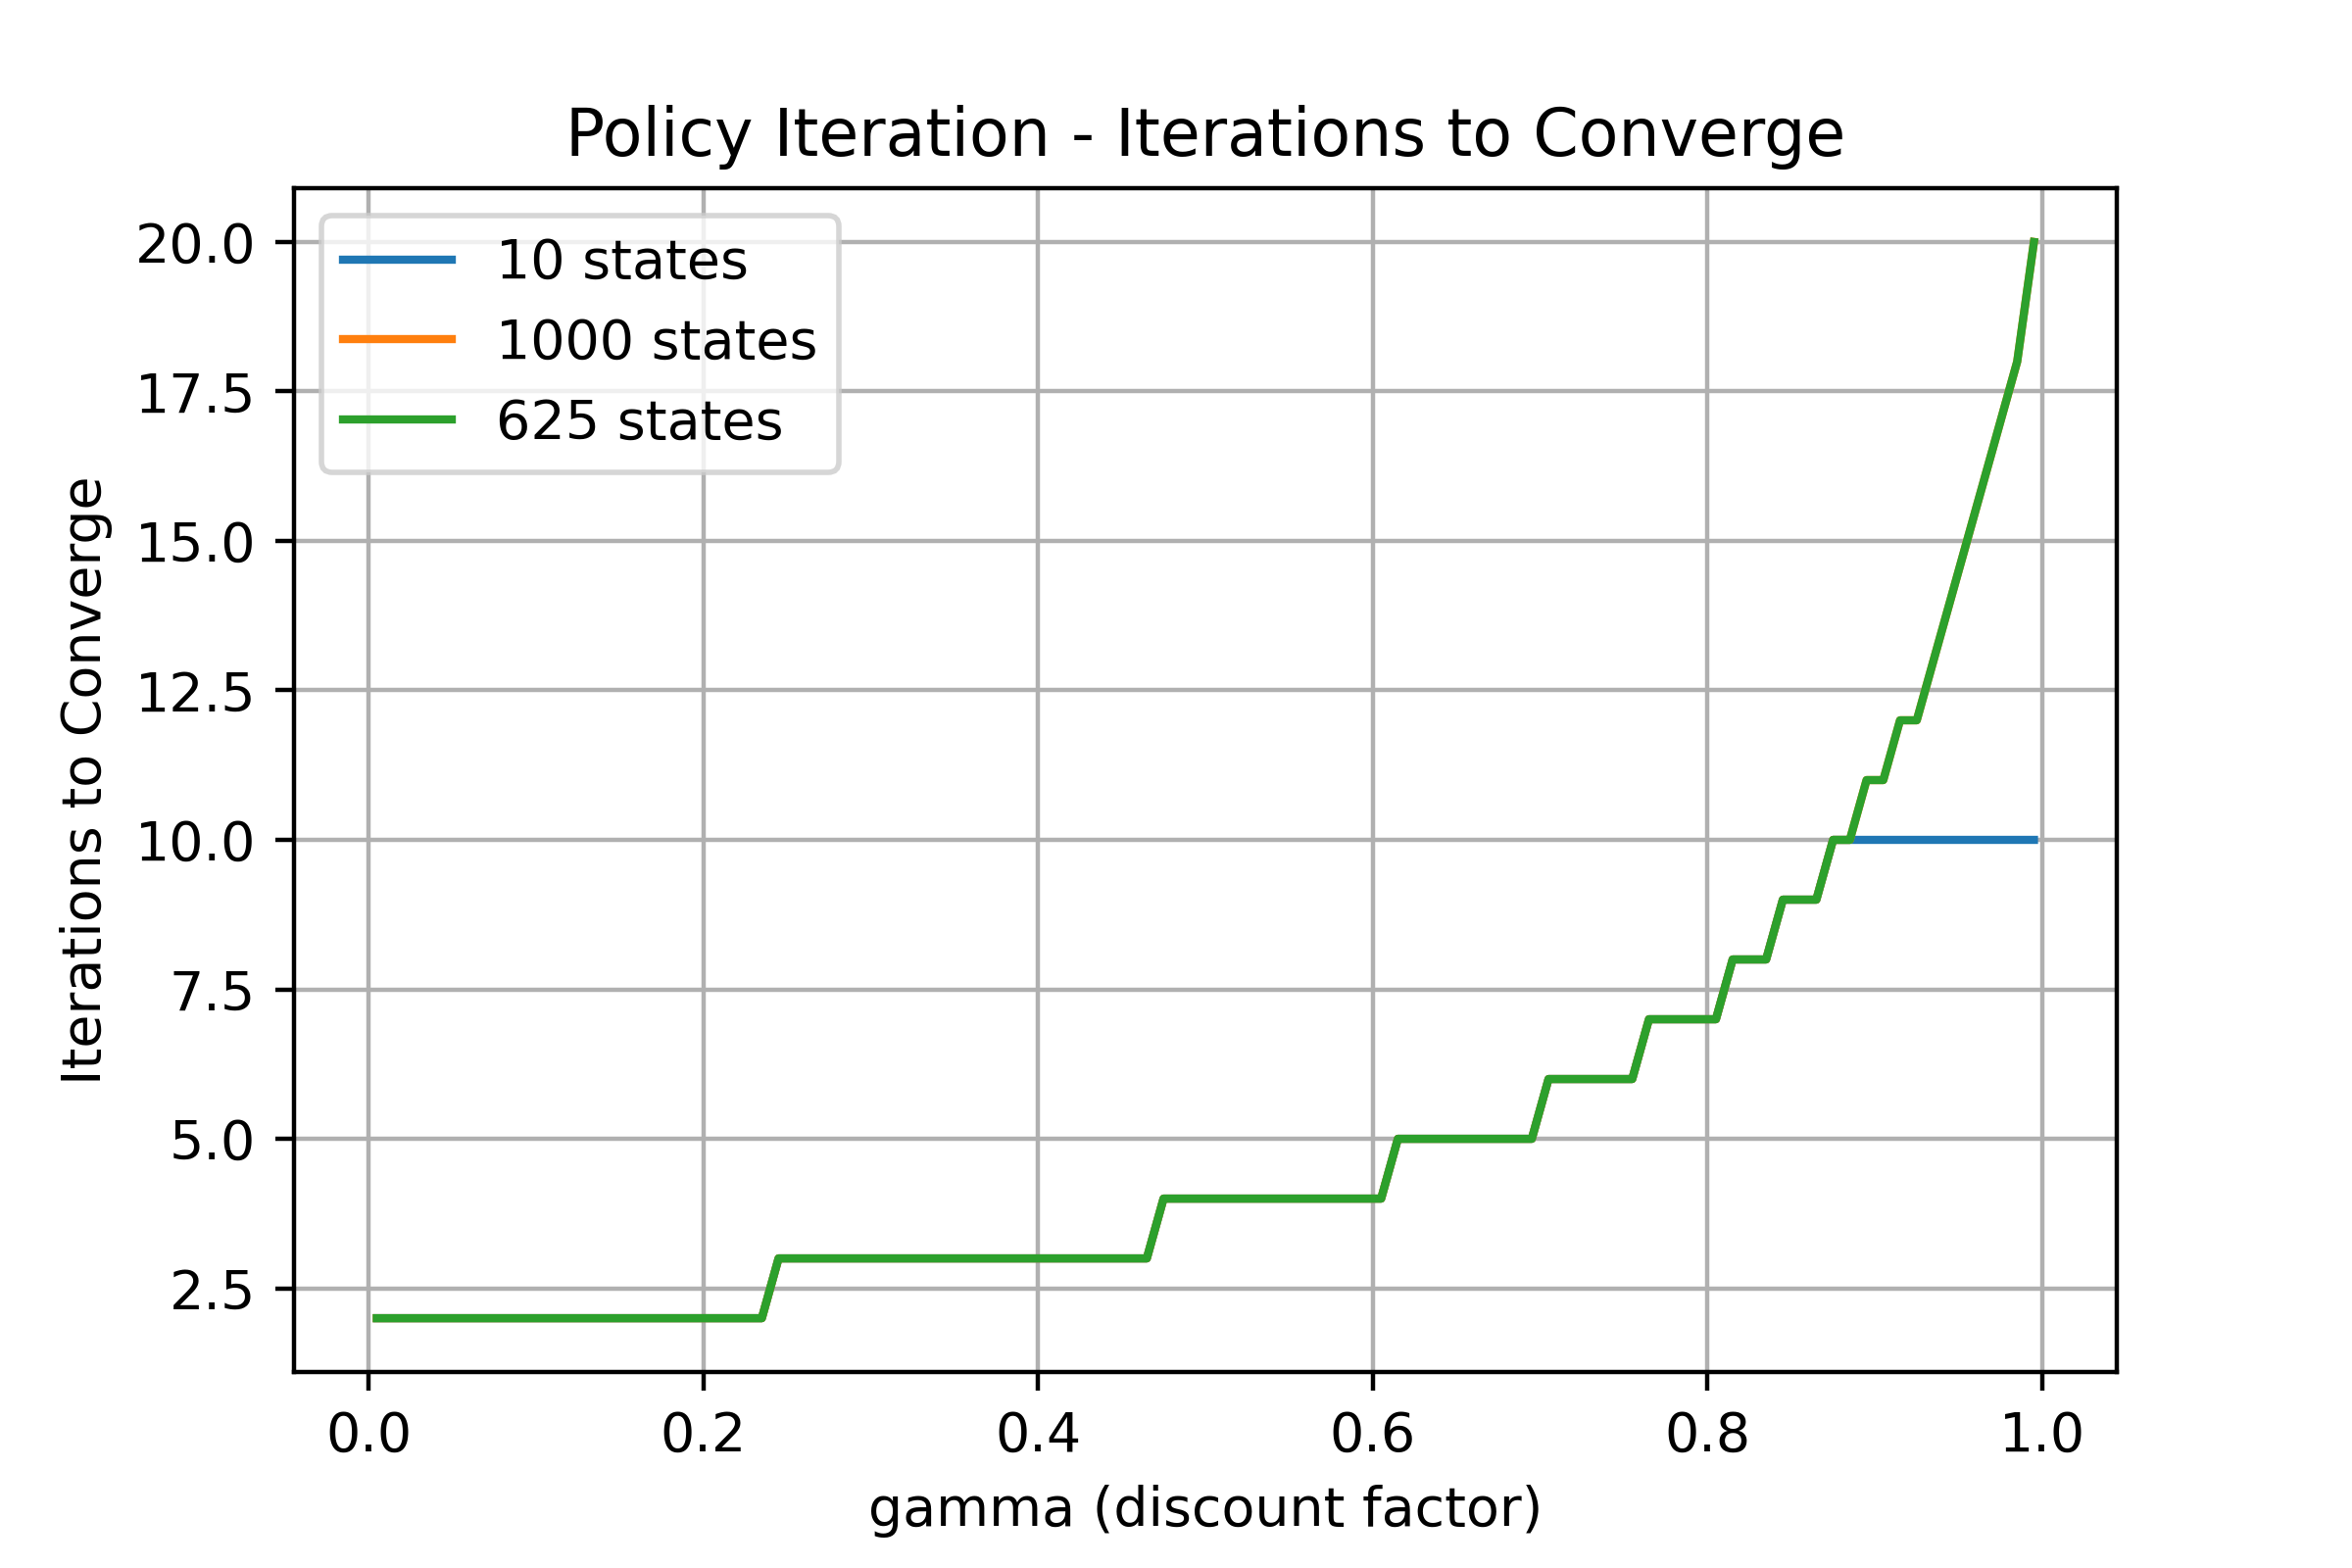 Policy Iteration - Iterations to Converge
20.0
17.5
15.0
12.5
10.0
7.5
5.0
2.5
Iterations to Converge
10 states
1000 states
625 states
0.0 0.2 0.4 0.6 0.8 1.0
gamma (discount factor)